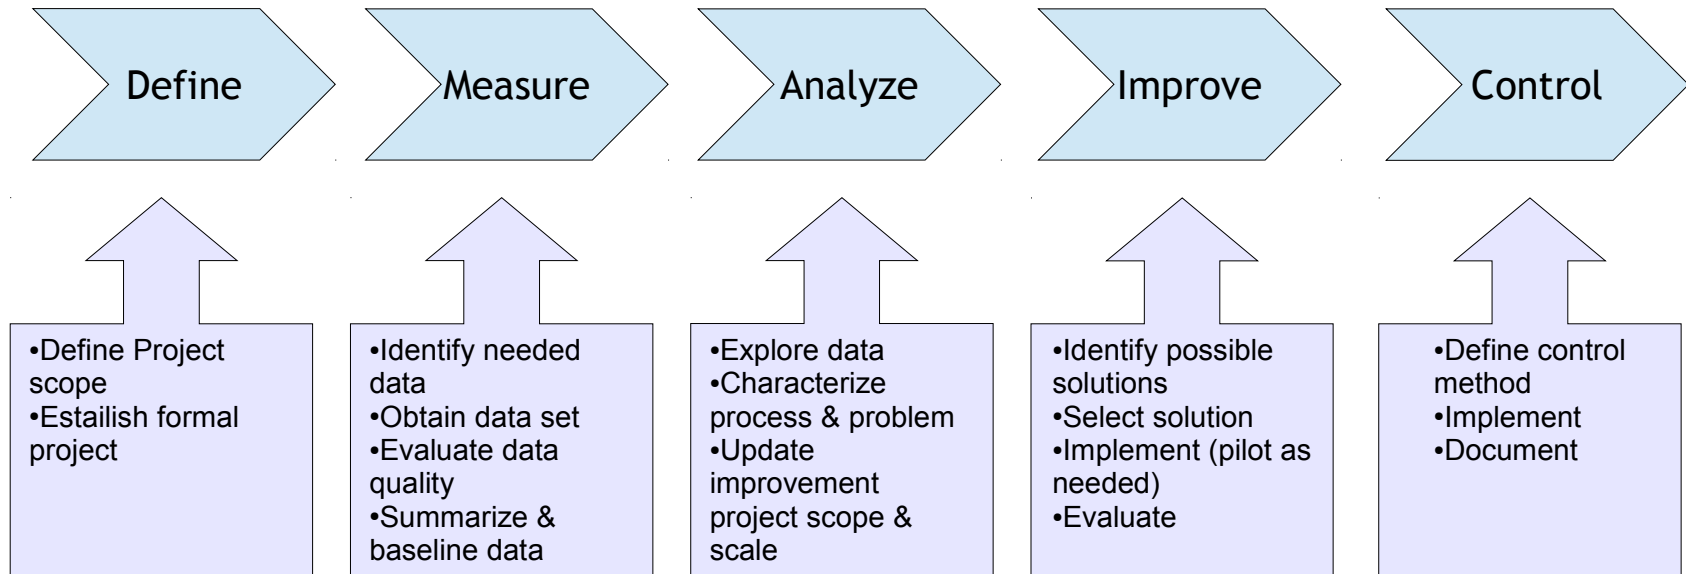 Define
Measure
Analyze
Improve
Control
•Define Project
scope
•Estailish formal
project
•Identify needed
data
•Obtain data set
•Evaluate data
quality
•Summarize &
baseline data
•Explore data
•Characterize
process & problem
•Update
improvement
project scope &
scale
•Identify possible
solutions
•Select solution
•Implement (pilot as
needed)
•Evaluate
•Define control
method
•Implement
•Document